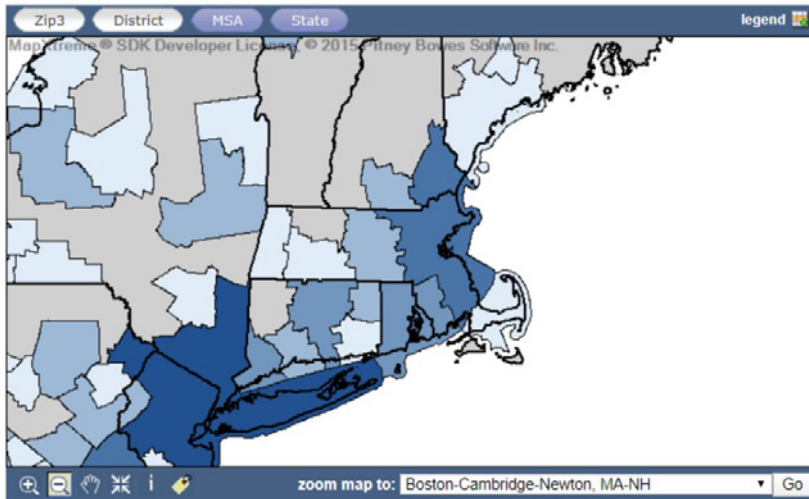 Zip3 District MSA State legend
MapXtreme ® SDK Developer License. © 2015 Pitney Bowes Software Inc.
i zoom map to: Boston-Cambridge-Newton, MA-NH Go